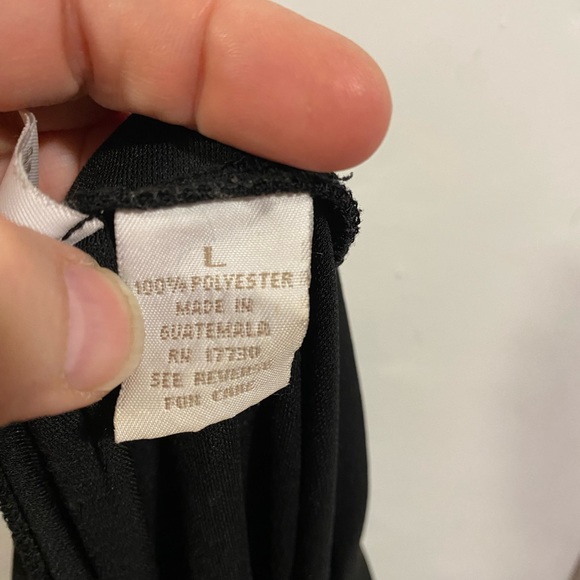 L
100% POLYESTER
MADE IN
GUATEMALA
RN 17730
SEE REVERSE
FOR CARE